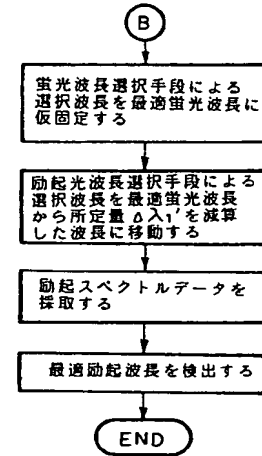 B
蛍光波長選択手段による
選択波長を最適蛍光波長に
仮固定する
励起光波長選択手段による
選択波長を最適蛍光波長
から所定量Δ入₁'を減算
した波長に移動する
励起スペクトルデータを
採取する
最適励起波長を検出する
END